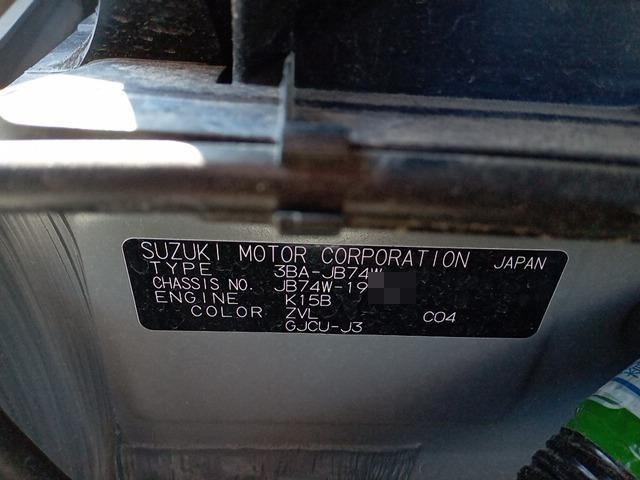 SUZUKI MOTOR CORPORATION JAPAN
TYPE 3BA-JB74W
CHASSIS NO. JB74W-19
ENGINE K15B
COLOR ZVL C04
GJCU-J3